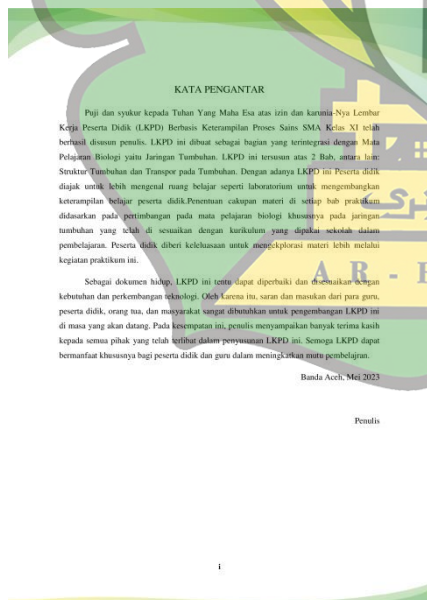 KATA PENGANTAR
Puji dan syukur kepada Tuhan Yang Maha Esa atas izin dan karunia-Nya Lembar
Kerja Peserta Didik (LKPD) Berbasis Keterampilan Proses Sains SMA Kelas XI telah
berhasil disusun penulis. LKPD ini dibuat sebagai bagian yang terintegrasi dengan Mata
Pelajaran Biologi yaitu Jaringan Tumbuhan. LKPD ini tersusun atas 2 Bab, antara lain:
Struktur Tumbuhan dan Transpor pada Tumbuhan. Dengan adanya LKPD ini Peserta didik
diajak untuk lebih mengenal ruang belajar seperti laboratorium untuk mengembangkan
keterampilan belajar peserta didik.Penentuan cakupan materi di setiap bab praktikum
didasarkan pada pertimbangan pada mata pelajaran biologi khususnya pada jaringan
tumbuhan yang telah di sesuaikan dengan kurikulum yang dipakai sekolah dalam
pembelajaran. Peserta didik diberi keleluasaan untuk mengekplorasi materi lebih melalui
kegiatan praktikum ini.
Sebagai dokumen hidup, LKPD ini tentu dapat diperbaiki dan disesuaikan dengan
kebutuhan dan perkembangan teknologi. Oleh karena itu, saran dan masukan dari para guru,
peserta didik, orang tua, dan masyarakat sangat dibutuhkan untuk pengembangan LKPD ini
di masa yang akan datang. Pada kesempatan ini, penulis menyampaikan banyak terima kasih
kepada semua pihak yang telah terlibat dalam penyusunan LKPD ini. Semoga LKPD dapat
bermanfaat khususnya bagi peserta didik dan guru dalam meningkatkan mutu pembelajran.
Banda Aceh, Mei 2023
Penulis
i
A R - R